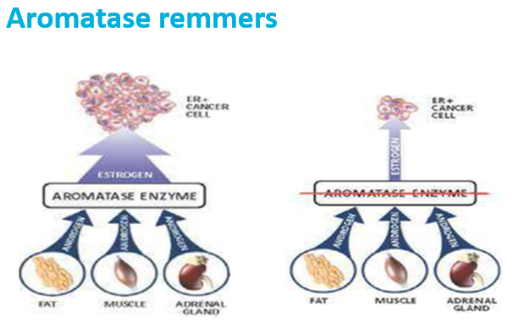 Aromatase remmers
ER+
CANCER
CELL
ESTROGEN
AROMATASE ENZYME
ANDROGEN
ANDROGEN
ANDROGEN
FAT
MUSCLE
ADRENAL
GLAND
ER+
CANCER
CELL
ESTROGEN
AROMATASE ENZYME
ANDROGEN
ANDROGEN
ANDROGEN
FAT
MUSCLE
ADRENAL
GLAND